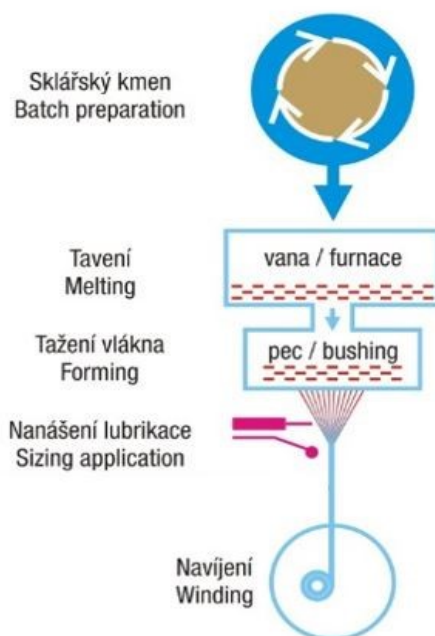 Sklářský kmen
Batch preparation
Tavení
Melting
vana / furnace
Tažení vlákna
Forming
pec / bushing
Nanášení lubrikace
Sizing application
Navíjení
Winding